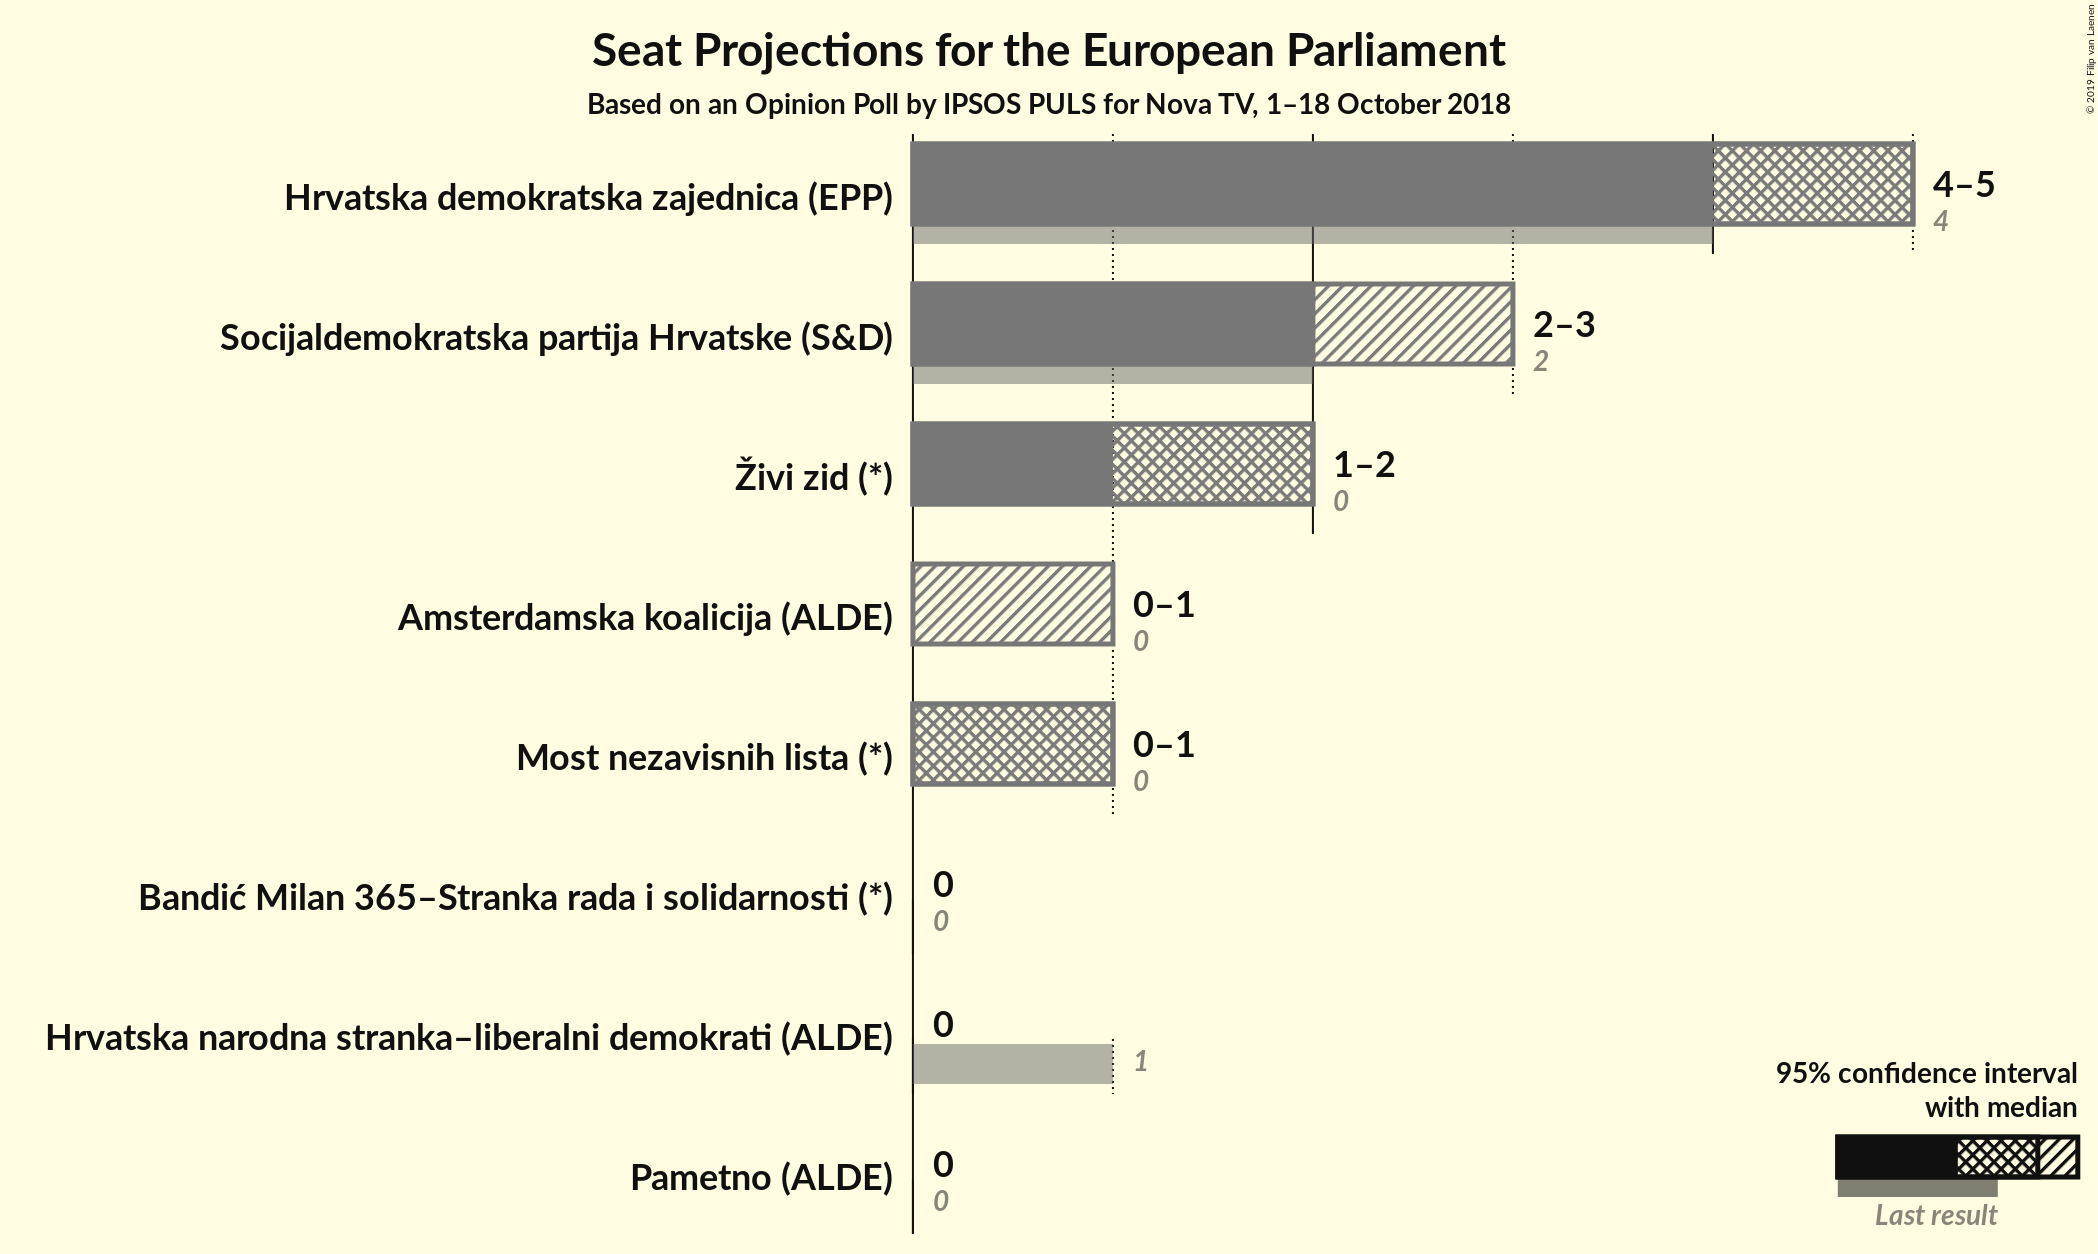 Seat Projections for the European Parliament
Based on an Opinion Poll by IPSOS PULS for Nova TV, 1–18 October 2018
© 2019 Filip van Laenen
Hrvatska demokratska zajednica (EPP)
4–5
4
Socijaldemokratska partija Hrvatske (S&D)
2–3
2
Živi zid (*)
1–2
0
Amsterdamska koalicija (ALDE)
0–1
0
Most nezavisnih lista (*)
0–1
0
Bandić Milan 365–Stranka rada i solidarnosti (*)
0
0
Hrvatska narodna stranka–liberalni demokrati (ALDE)
0
1
Pametno (ALDE)
0
0
95% confidence interval
with median
Last result